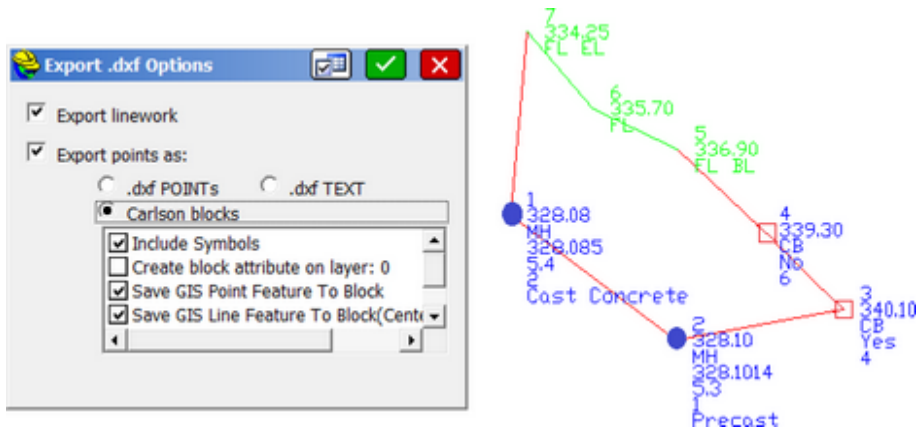 Export .dxf Options
Export linework
Export points as:
.dxf POINTs
.dxf TEXT
Carlson blocks
Include Symbols
Create block attribute on layer: 0
Save GIS Point Feature To Block
Save GIS Line Feature To Block(Cente
7
334.25
FL EL
6
335.70
FL
5
336.90
FL BL
1
328.08
MH
328.085
5.4
2
Cast Concrete
4
339.30
CB
No
6
3
340.10
CB
Yes
4
2
328.10
MH
328.1014
5.3
1
Precast